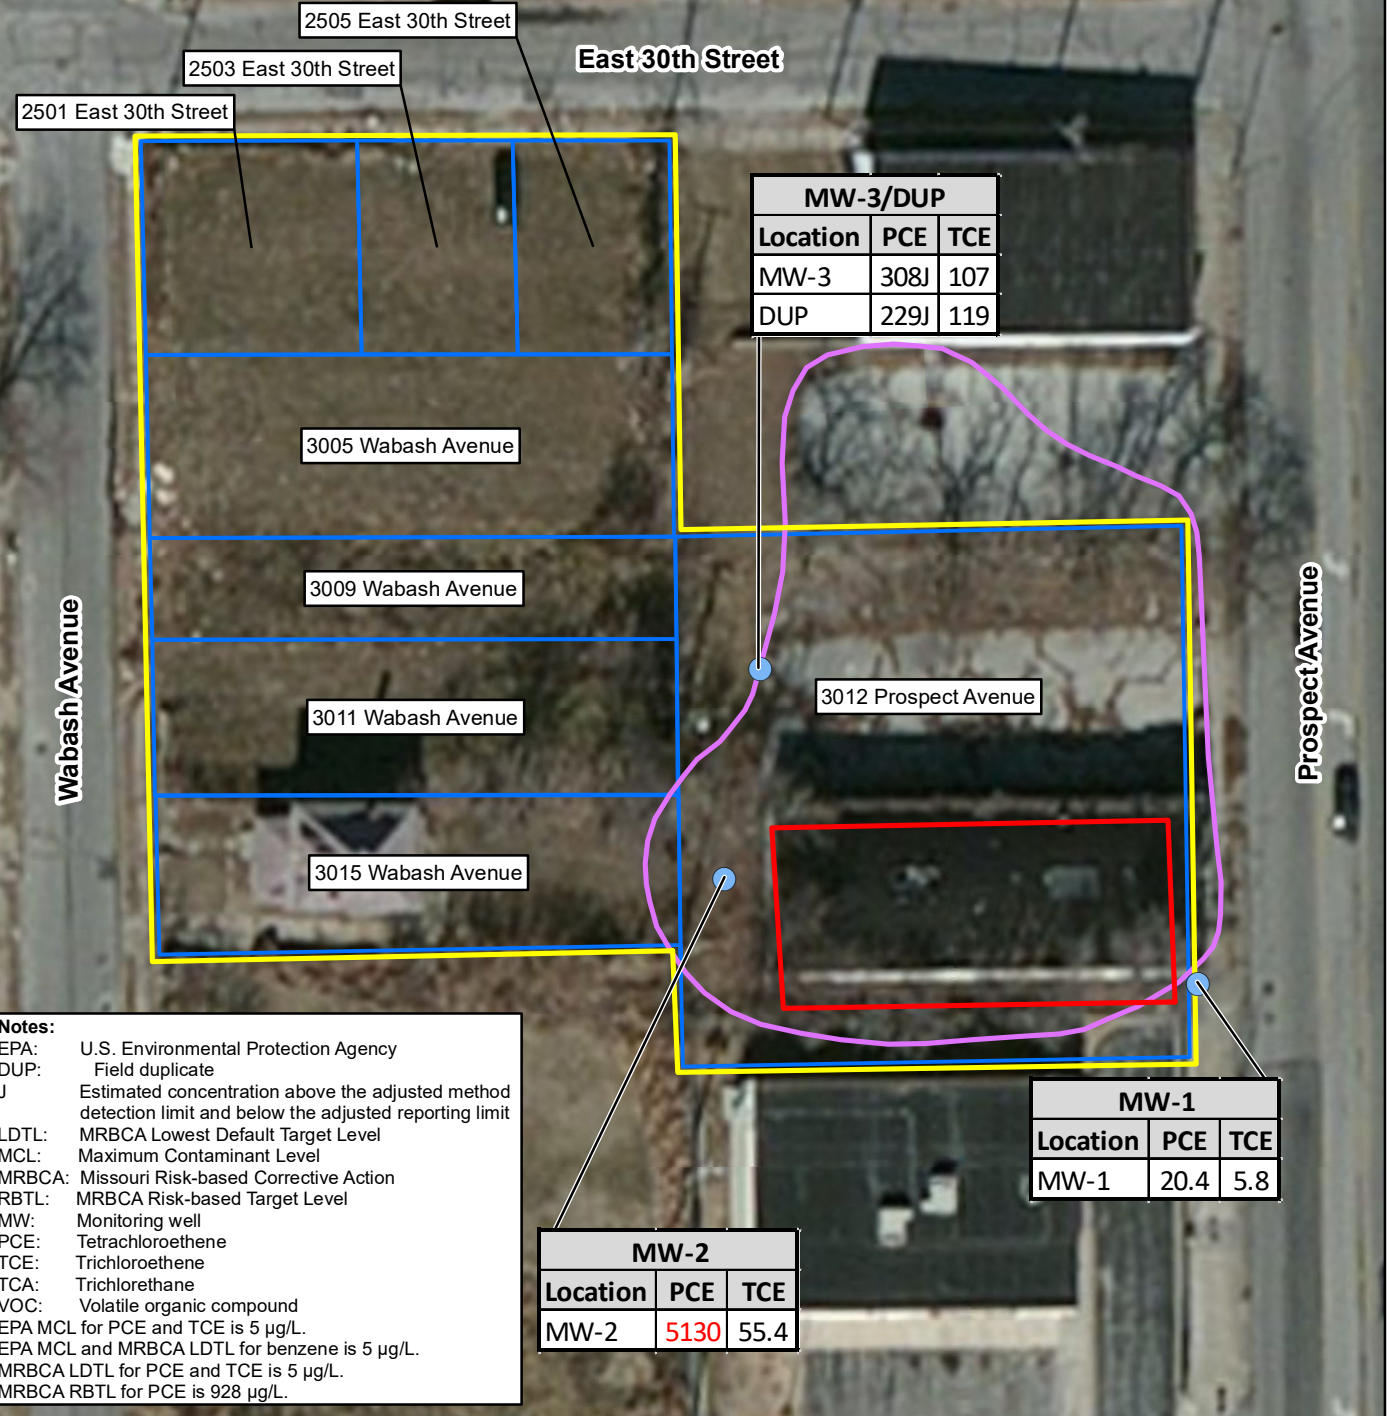 2505 East 30th Street
East 30th Street
2503 East 30th Street
2501 East 30th Street
MW-3/DUP
Location PCE TCE
MW-3 308J 107
DUP 229J 119
3005 Wabash Avenue
3009 Wabash Avenue
3011 Wabash Avenue
3012 Prospect Avenue
3015 Wabash Avenue
Wabash Avenue
Prospect Avenue
Notes:
EPA: U.S. Environmental Protection Agency
DUP: Field duplicate
J Estimated concentration above the adjusted method
detection limit and below the adjusted reporting limit
LDTL: MRBCA Lowest Default Target Level
MCL: Maximum Contaminant Level
MRBCA: Missouri Risk-based Corrective Action
RBTL: MRBCA Risk-based Target Level
MW: Monitoring well
PCE: Tetrachloroethene
TCE: Trichloroethene
TCA: Trichlorethane
VOC: Volatile organic compound
EPA MCL for PCE and TCE is 5 µg/L.
EPA MCL and MRBCA LDTL for benzene is 5 µg/L.
MRBCA LDTL for PCE and TCE is 5 µg/L.
MRBCA RBTL for PCE is 928 µg/L.
MW-1
Location PCE TCE
MW-1 20.4 5.8
MW-2
Location PCE TCE
MW-2 5130 55.4